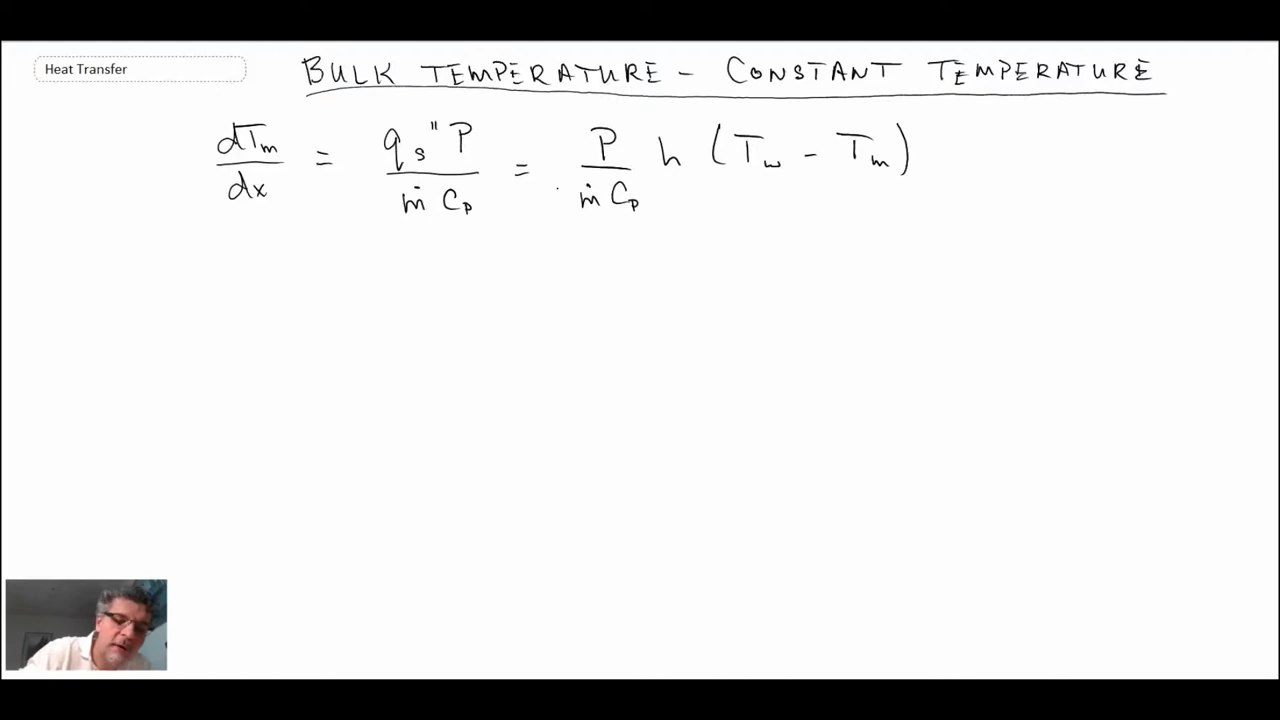 Heat Transfer
BULK TEMPERATURE - CONSTANT TEMPERATURE
dTm/dx = qs" P/ṁ Cp = P/ṁ Cp h (Tw - Tm)